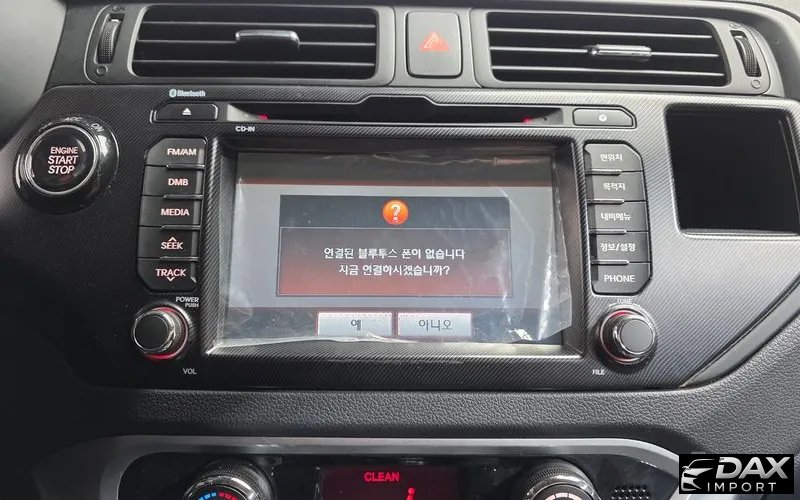 Bluetooth
CD-IN
ENGINE
START
STOP
FM/AM
DMB
MEDIA
SEEK
TRACK
POWER
PUSH
VOL
?
연결된 블루투스 폰이 없습니다
지금 연결하시겠습니까?
예
아니오
현위치
목적지
내비메뉴
정보/설정
PHONE
TUNE
FILE
CLEAN
DAX
IMPORT